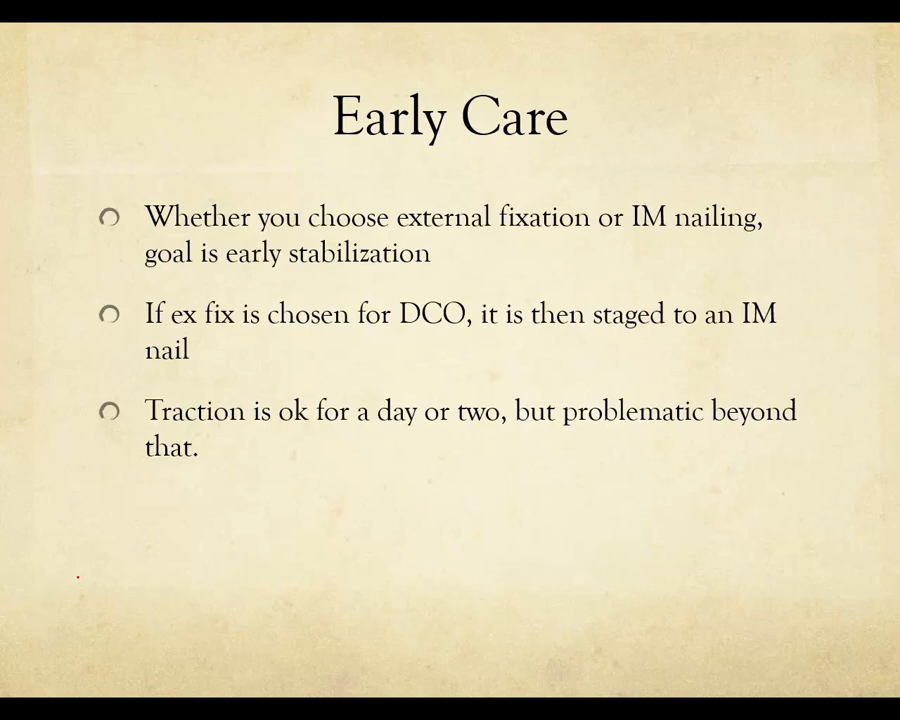 Early Care
Whether you choose external fixation or IM nailing,
goal is early stabilization
If ex fix is chosen for DCO, it is then staged to an IM
nail
Traction is ok for a day or two, but problematic beyond
that.